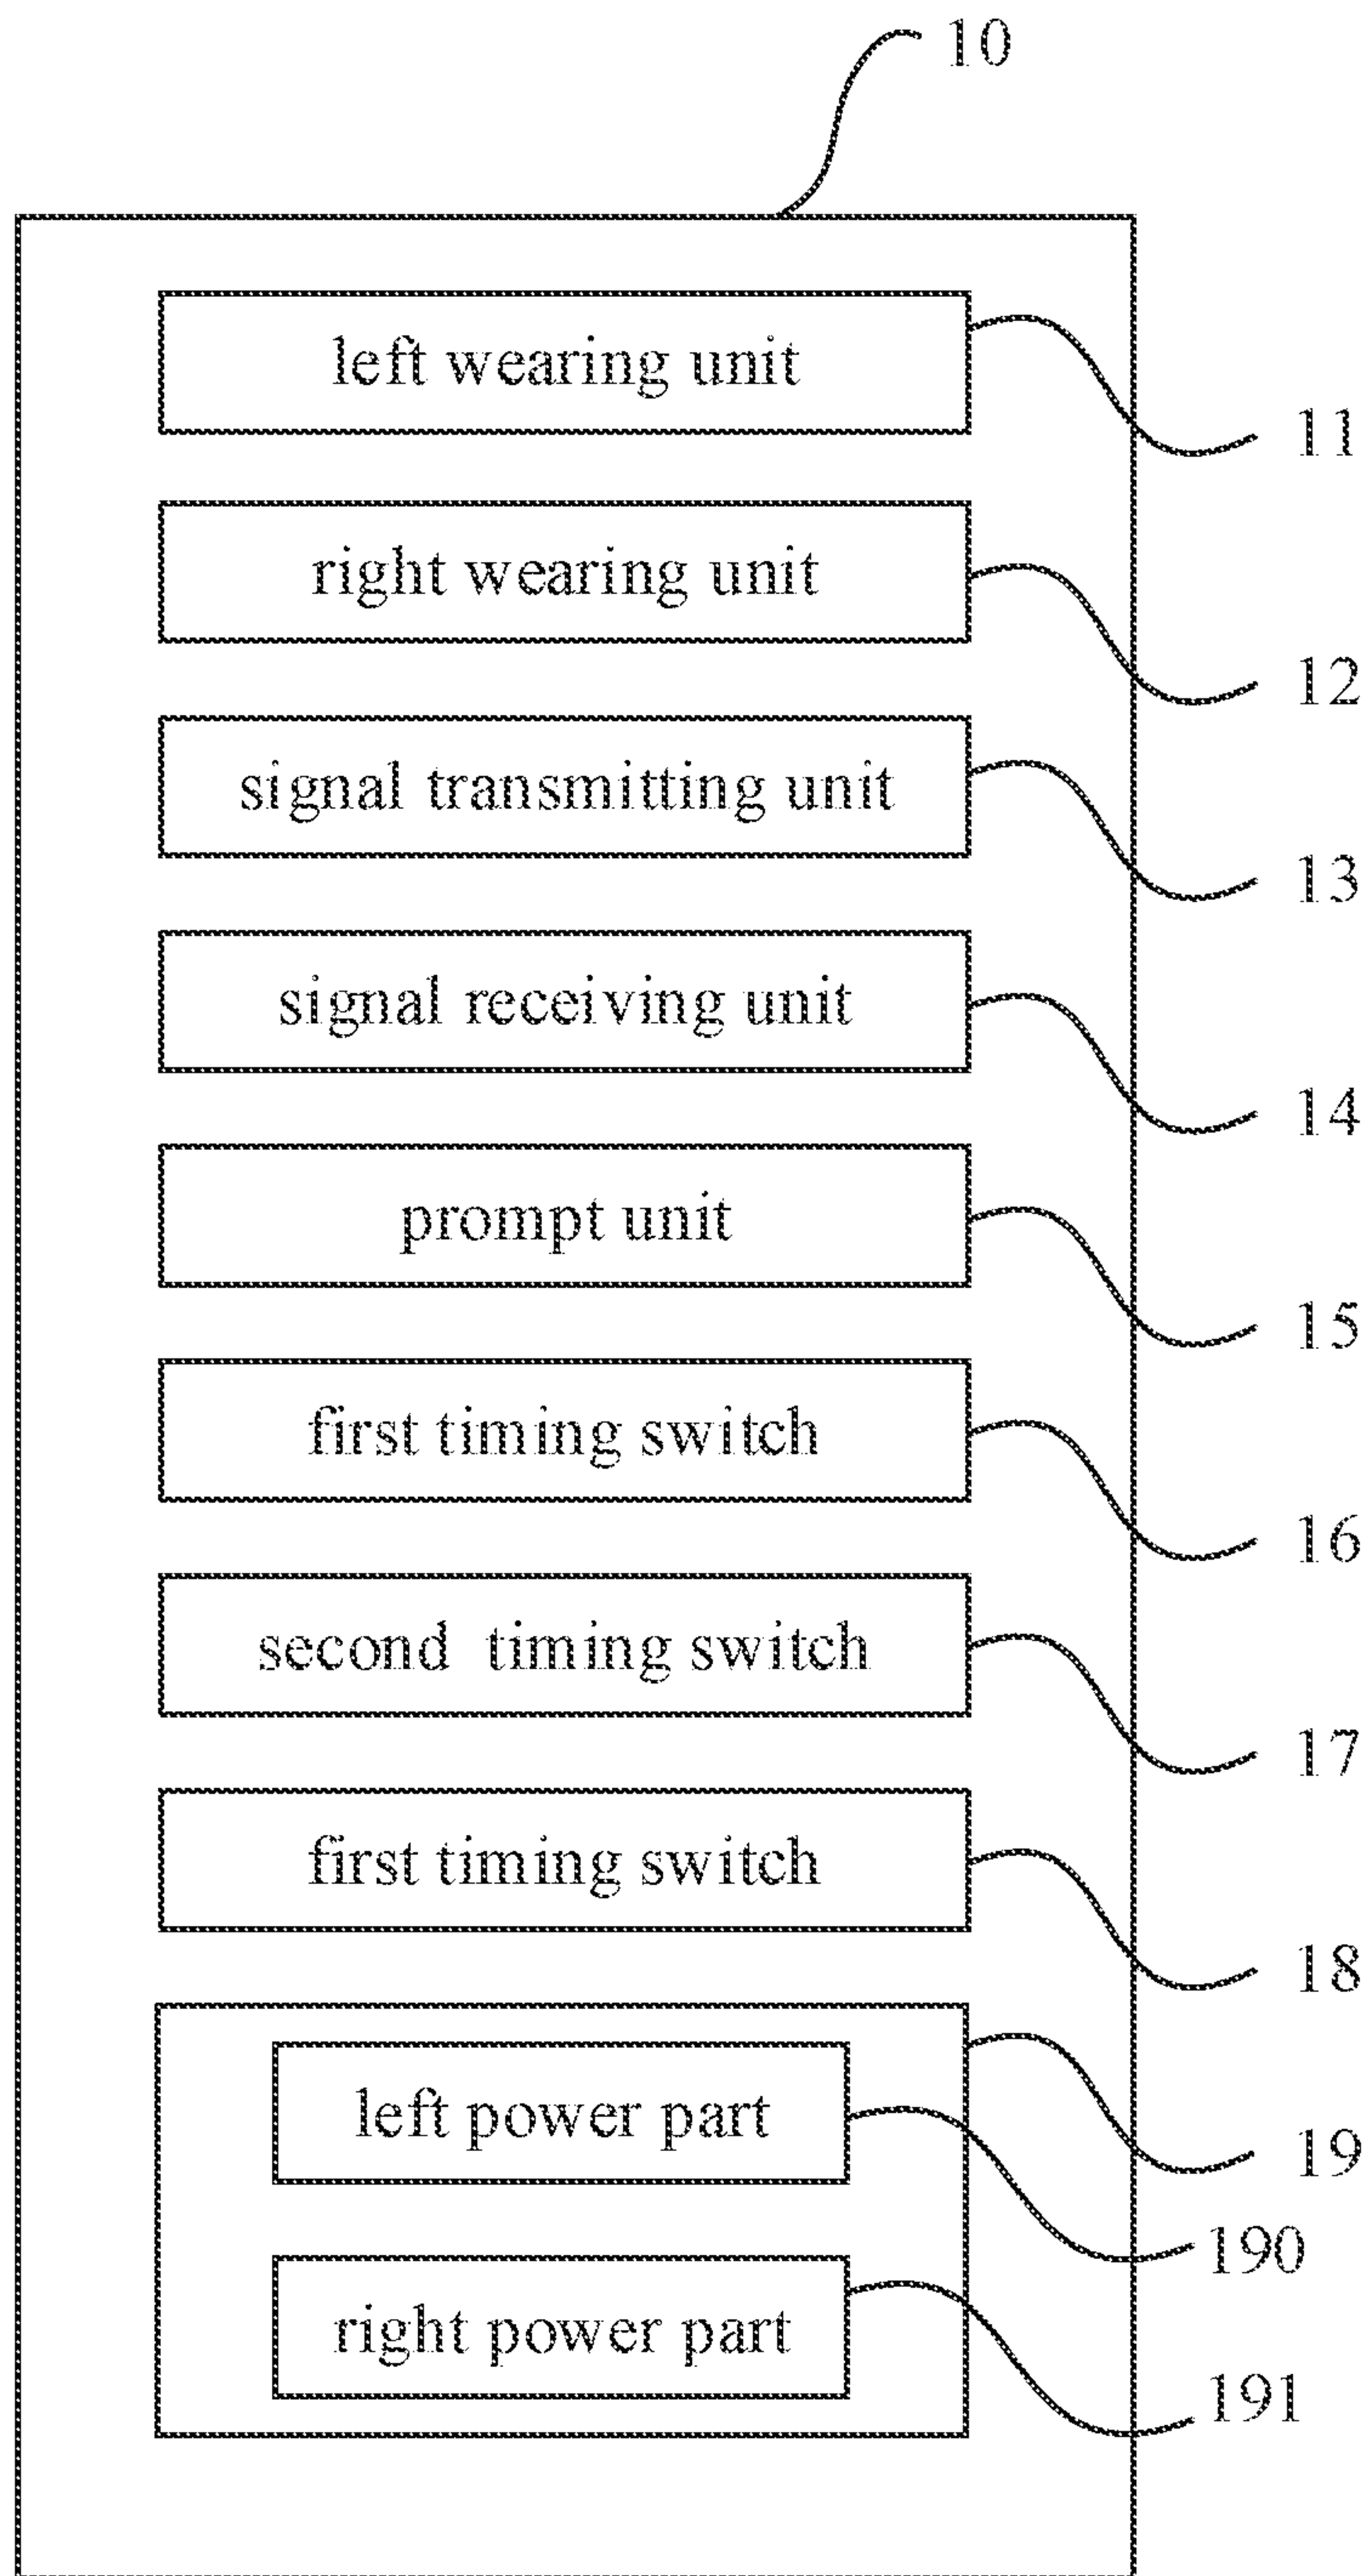 10
left wearing unit
11
right wearing unit
12
signal transmitting unit
13
signal receiving unit
14
prompt unit
15
first timing switch
16
second timing switch
17
first timing switch
18
left power part
19
190
right power part
191